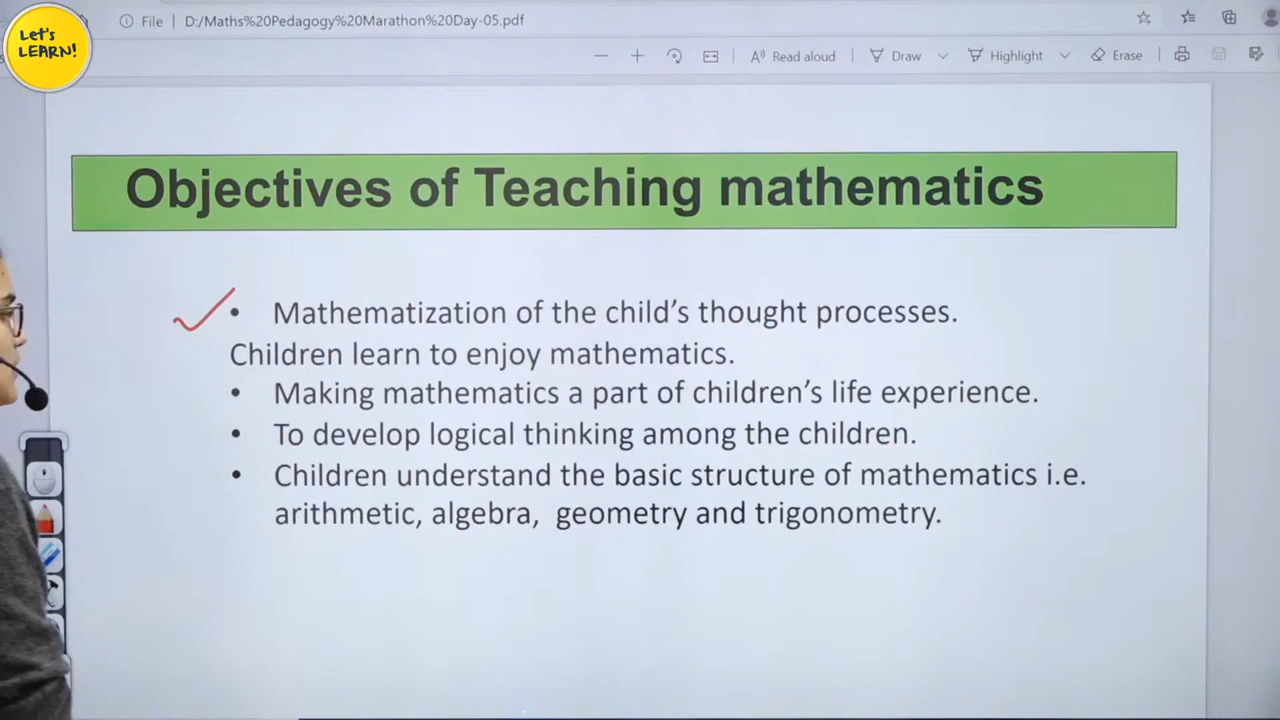 Let's
LEARN!
File D:/Maths%20Pedagogy%20Marathon%20Day-05.pdf
Read aloud Draw Highlight Erase
Objectives of Teaching mathematics
• Mathematization of the child's thought processes.
Children learn to enjoy mathematics.
• Making mathematics a part of children's life experience.
• To develop logical thinking among the children.
• Children understand the basic structure of mathematics i.e.
arithmetic, algebra, geometry and trigonometry.